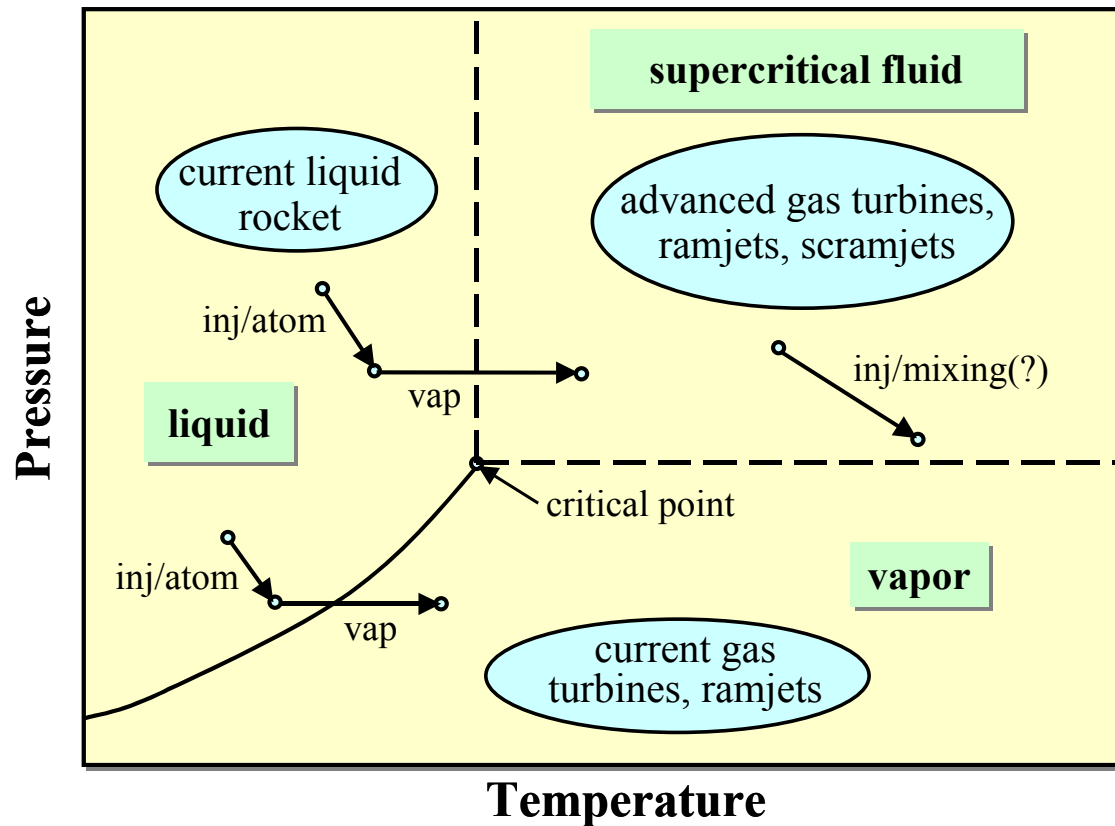 supercritical fluid
current liquid
rocket
advanced gas turbines,
ramjets, scramjets
inj/atom
vap
inj/mixing(?)
liquid
critical point
inj/atom
vap
vapor
current gas
turbines, ramjets
Pressure
Temperature